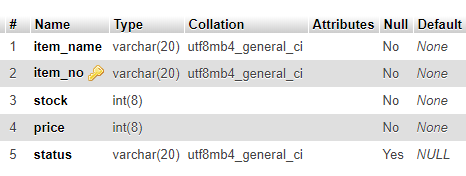 # Name Type Collation Attributes Null Default
1 item_name varchar(20) utf8mb4_general_ci No None
2 item_no varchar(20) utf8mb4_general_ci No None
3 stock int(8) No None
4 price int(8) No None
5 status varchar(20) utf8mb4_general_ci Yes NULL